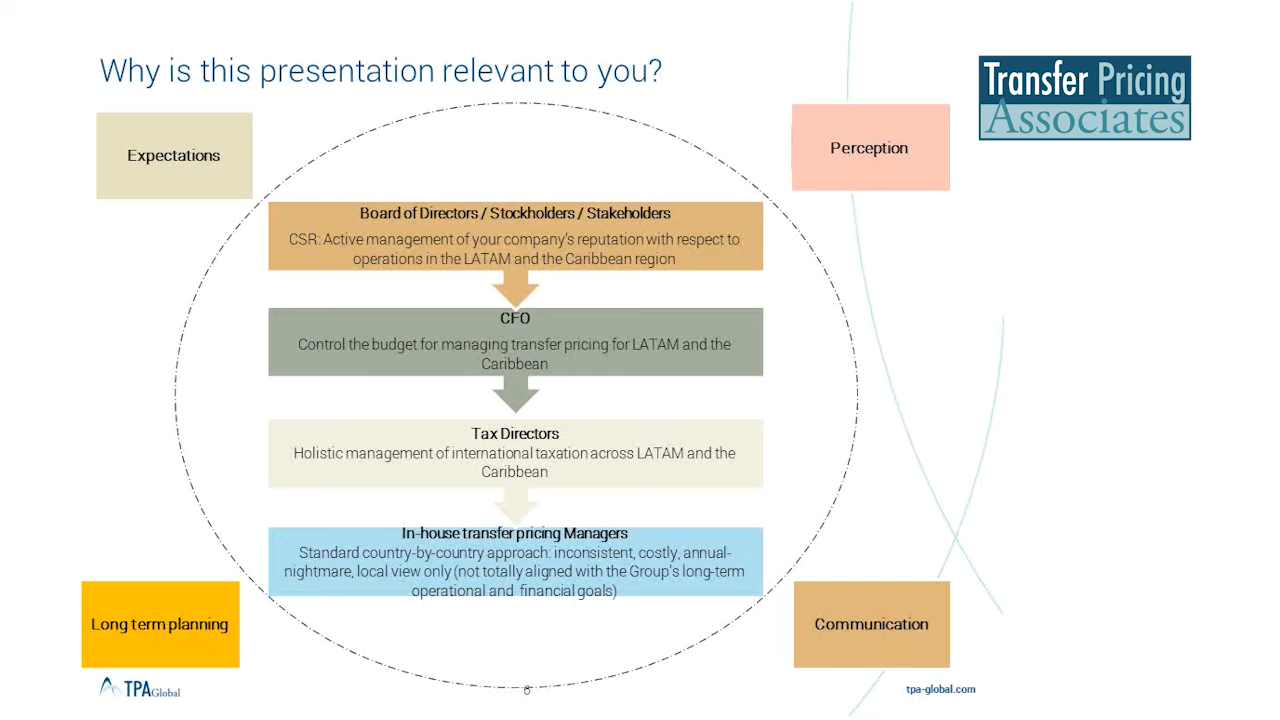 Why is this presentation relevant to you?
Transfer Pricing
Associates
Expectations
Perception
Board of Directors / Stockholders / Stakeholders
CSR: Active management of your company's reputation with respect to
operations in the LATAM and the Caribbean region
CFO
Control the budget for managing transfer pricing for LATAM and the
Caribbean
Tax Directors
Holistic management of international taxation across LATAM and the
Caribbean
In-house transfer pricing Managers
Standard country-by-country approach: inconsistent, costly, annual-
nightmare, local view only (not totally aligned with the Group's long-term
operational and financial goals)
Long term planning
Communication
TPA Global
6
tpa-global.com